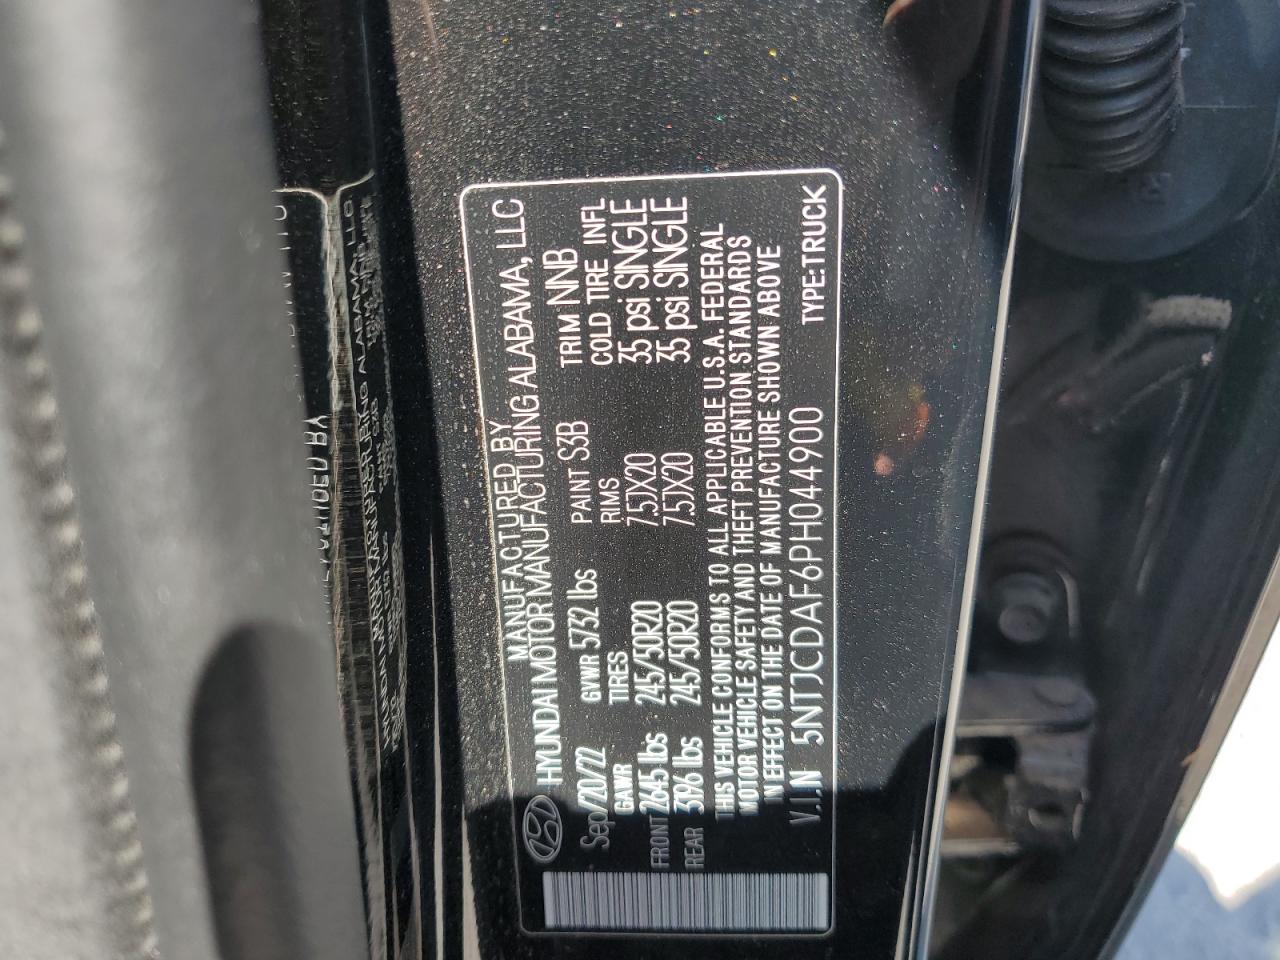 MANUFACTURED BY
HYUNDAI MOTOR MANUFACTURING ALABAMA, LLC
Sep/20/22 GVWR 5732 lbs PAINT S3B TRIM NNB
GAWR TIRES RIMS COLD TIRE INFL
FRONT 2645 lbs 245/50R20 7.5JX20 35 psi SINGLE
REAR 3196 lbs 245/50R20 7.5JX20 35 psi SINGLE
THIS VEHICLE CONFORMS TO ALL APPLICABLE U.S.A. FEDERAL
MOTOR VEHICLE SAFETY AND THEFT PREVENTION STANDARDS
IN EFFECT ON THE DATE OF MANUFACTURE SHOWN ABOVE
V.I.N 5NTJCDAF6PH044900 TYPE:TRUCK